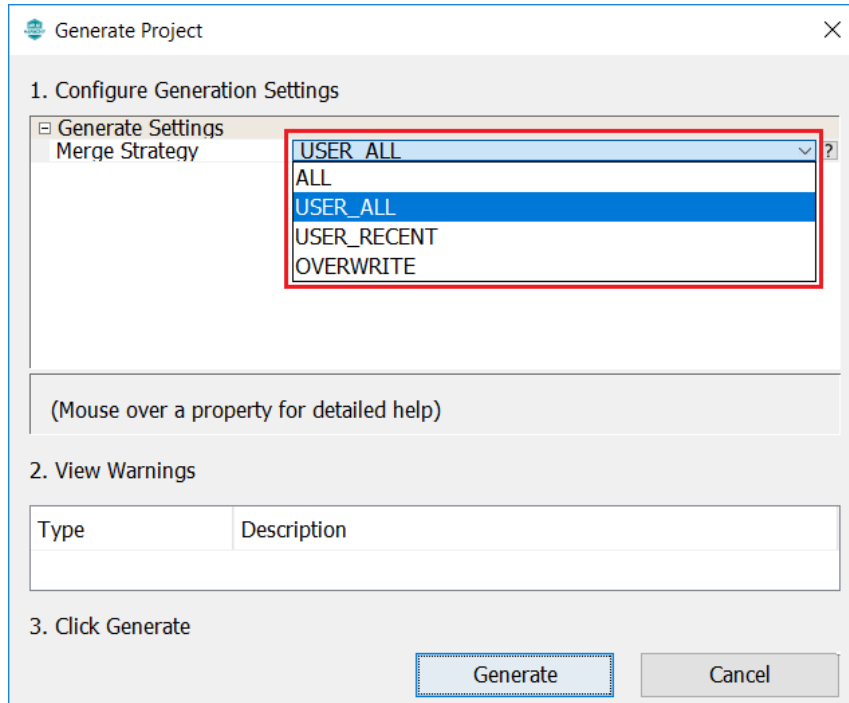 Generate Project
1. Configure Generation Settings
Generate Settings
Merge Strategy USER_ALL ?
ALL
USER_ALL
USER_RECENT
OVERWRITE
(Mouse over a property for detailed help)
2. View Warnings
Type Description
3. Click Generate
Generate Cancel